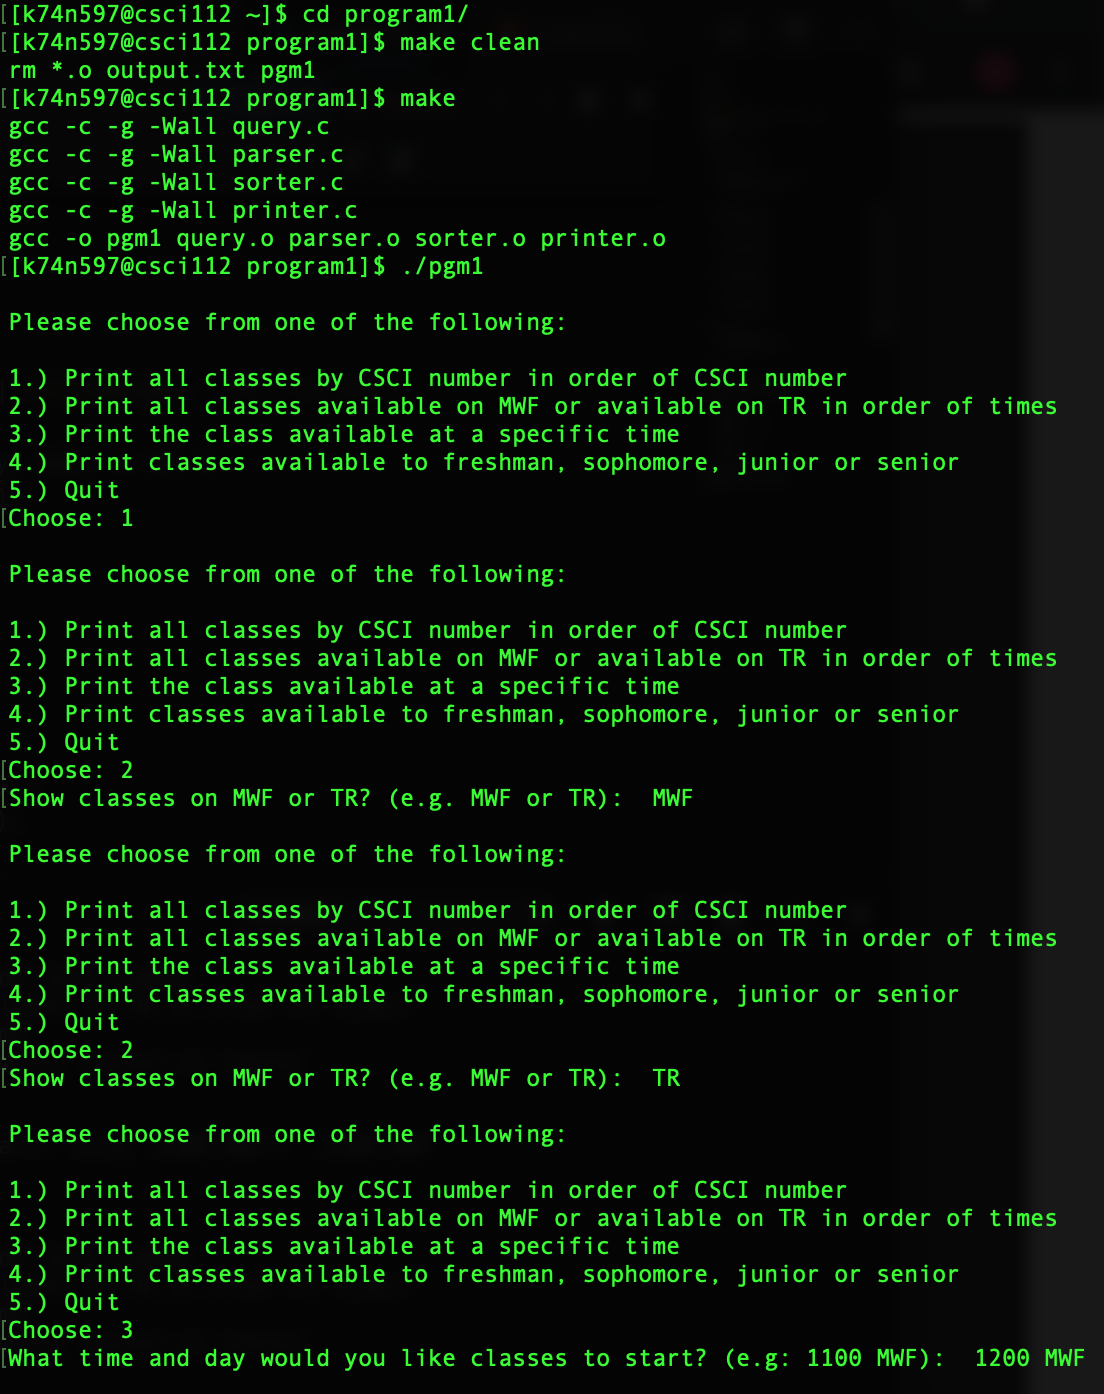 [[k74n597@csci112 ~]$ cd program1/
[[k74n597@csci112 program1]$ make clean
rm *.o output.txt pgm1
[[k74n597@csci112 program1]$ make
gcc -c -g -Wall query.c
gcc -c -g -Wall parser.c
gcc -c -g -Wall sorter.c
gcc -c -g -Wall printer.c
gcc -o pgm1 query.o parser.o sorter.o printer.o
[[k74n597@csci112 program1]$ ./pgm1
Please choose from one of the following:
1.) Print all classes by CSCI number in order of CSCI number
2.) Print all classes available on MWF or available on TR in order of times
3.) Print the class available at a specific time
4.) Print classes available to freshman, sophomore, junior or senior
5.) Quit
[Choose: 1
Please choose from one of the following:
1.) Print all classes by CSCI number in order of CSCI number
2.) Print all classes available on MWF or available on TR in order of times
3.) Print the class available at a specific time
4.) Print classes available to freshman, sophomore, junior or senior
5.) Quit
[Choose: 2
[Show classes on MWF or TR? (e.g. MWF or TR):  MWF
Please choose from one of the following:
1.) Print all classes by CSCI number in order of CSCI number
2.) Print all classes available on MWF or available on TR in order of times
3.) Print the class available at a specific time
4.) Print classes available to freshman, sophomore, junior or senior
5.) Quit
[Choose: 2
[Show classes on MWF or TR? (e.g. MWF or TR):  TR
Please choose from one of the following:
1.) Print all classes by CSCI number in order of CSCI number
2.) Print all classes available on MWF or available on TR in order of times
3.) Print the class available at a specific time
4.) Print classes available to freshman, sophomore, junior or senior
5.) Quit
[Choose: 3
[What time and day would you like classes to start? (e.g: 1100 MWF):  1200 MWF